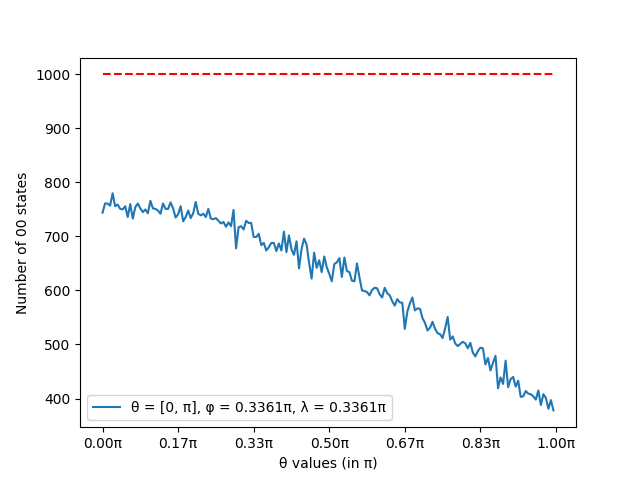 1000
900
800
700
600
500
400
Number of 00 states
θ = [0, π], φ = 0.3361π, λ = 0.3361π
0.00π 0.17π 0.33π 0.50π 0.67π 0.83π 1.00π
θ values (in π)